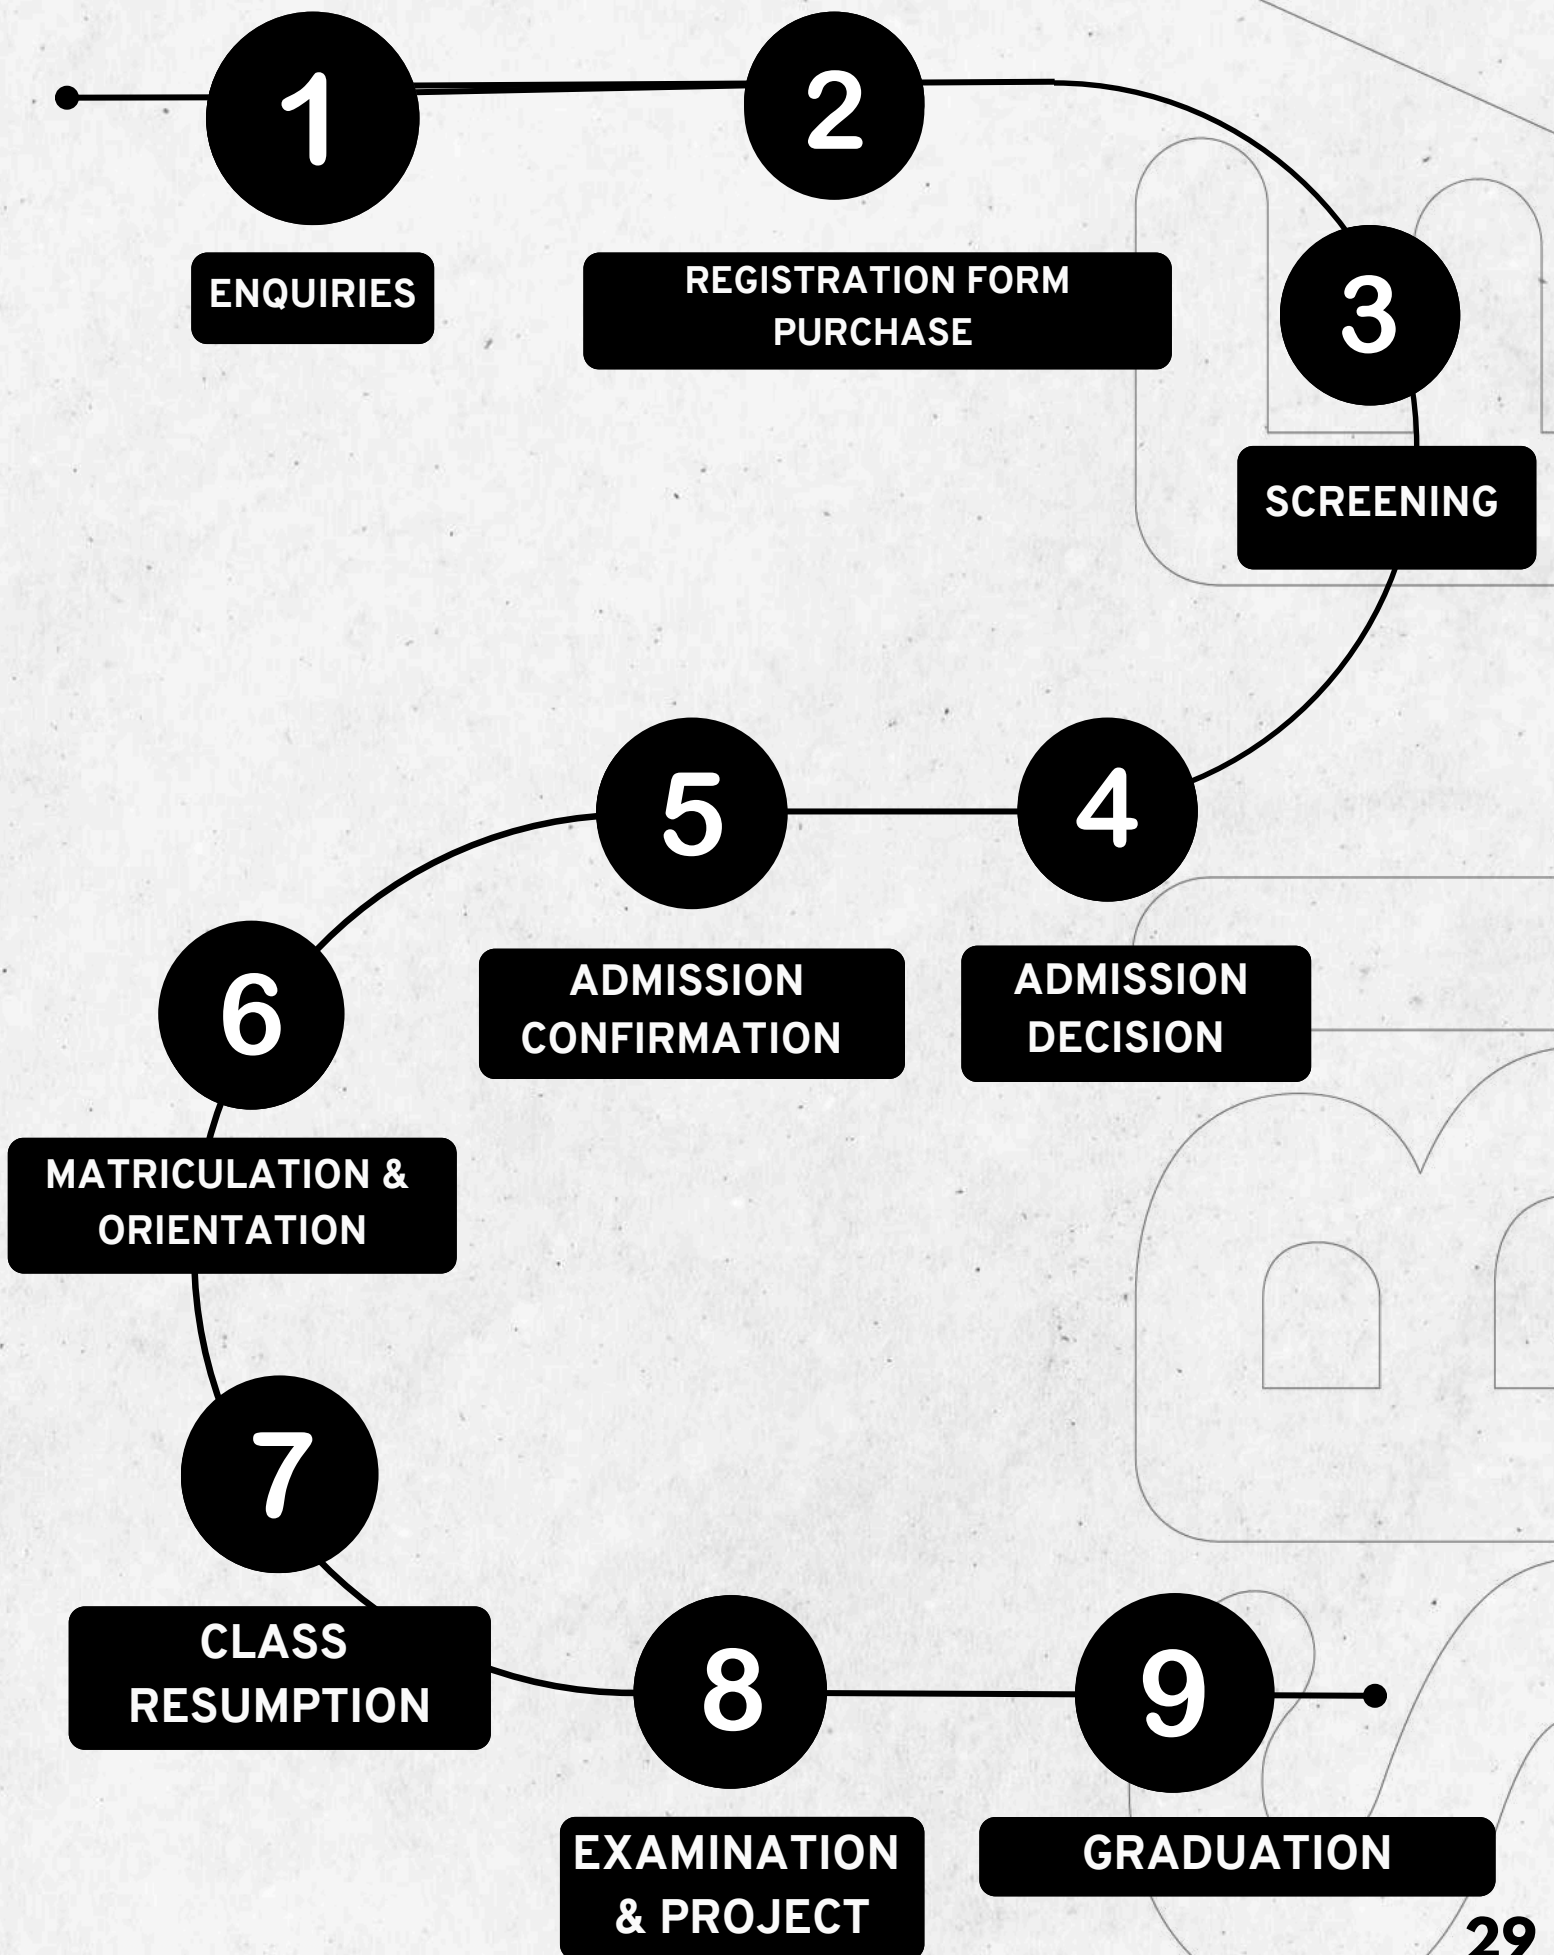 1
ENQUIRIES
2
REGISTRATION FORM
PURCHASE
3
SCREENING
4
ADMISSION
DECISION
5
ADMISSION
CONFIRMATION
6
MATRICULATION &
ORIENTATION
7
CLASS
RESUMPTION
8
EXAMINATION
& PROJECT
9
GRADUATION
29